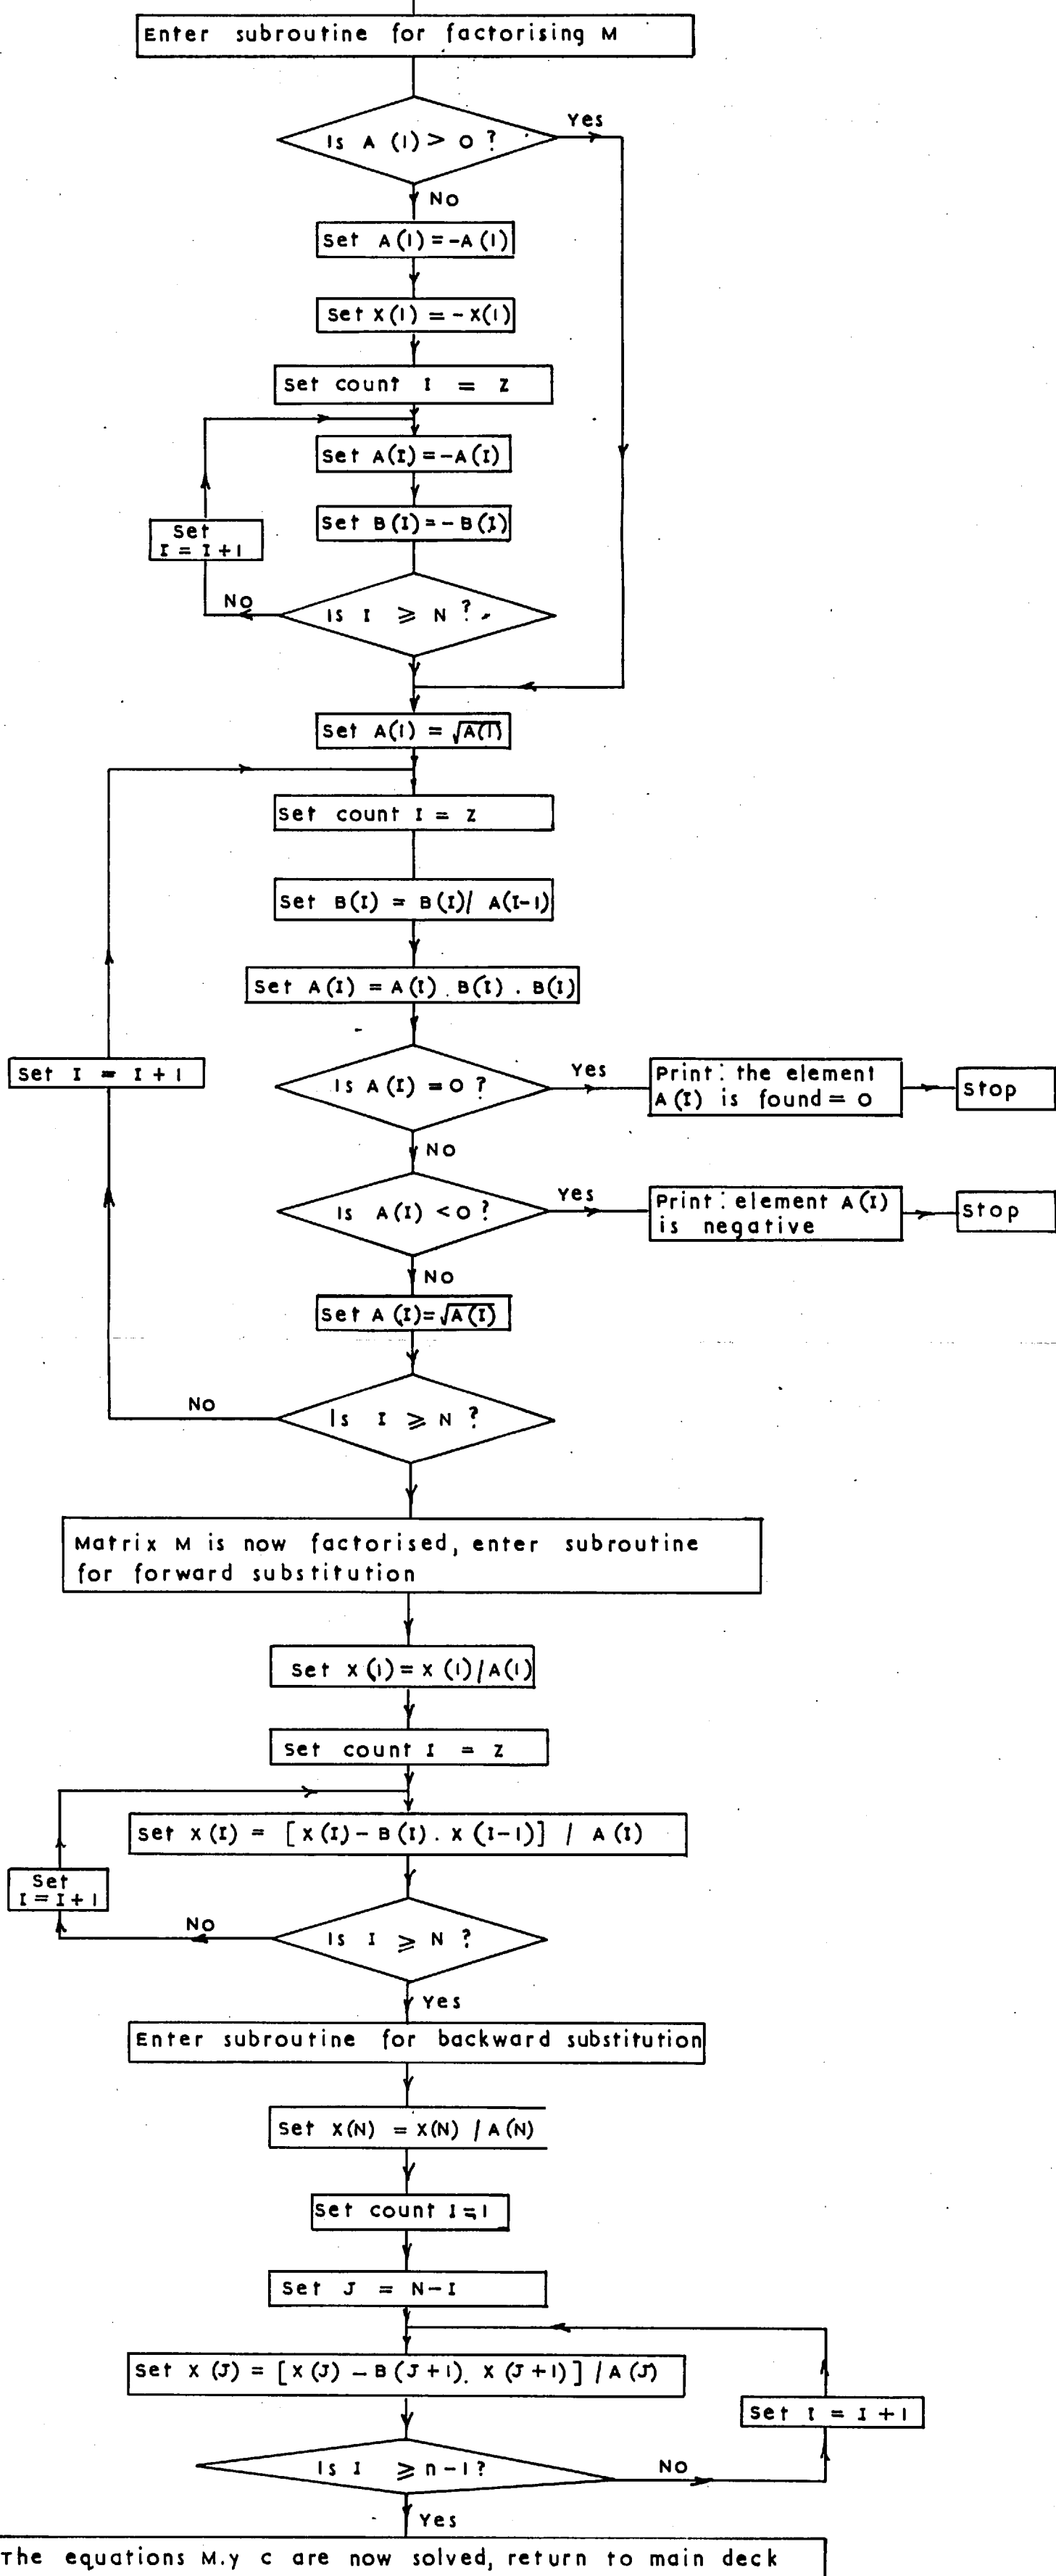 Enter subroutine for factorising M
Is A (1) > 0 ?
Yes
No
Set A(1) = -A(1)
Set X(1) = - X(1)
Set count I = Z
Set A(I) = -A(I)
Set B(I) = - B(I)
Set
I = I + 1
No
Is I ⩾ N ?
Set A(1) = √A(1)
Set count I = Z
Set B(I) = B(I) / A(I-1)
Set A(I) = A(I) . B(I) . B(I)
Set I = I + 1
Is A(I) = 0 ?
Yes
Print: the element
A(I) is found = 0
Stop
No
Is A(I) < 0 ?
Yes
Print: element A(I)
is negative
Stop
No
Set A(I) = √A(I)
No
Is I ⩾ N ?
Matrix M is now factorised, enter subroutine
for forward substitution
Set X(1) = X(1)/A(1)
Set count I = Z
Set X(I) = [X(I) - B(I) . X(I-1)] / A(I)
Set
I = I + 1
No
Is I ⩾ N ?
Yes
Enter subroutine for backward substitution
Set X(N) = X(N) / A(N)
Set count I = 1
Set J = N-I
Set X(J) = [X(J) - B(J+1). X(J+1)] / A(J)
Set I = I + 1
Is I ⩾ n-1?
No
Yes
The equations M.y c are now solved, return to main deck